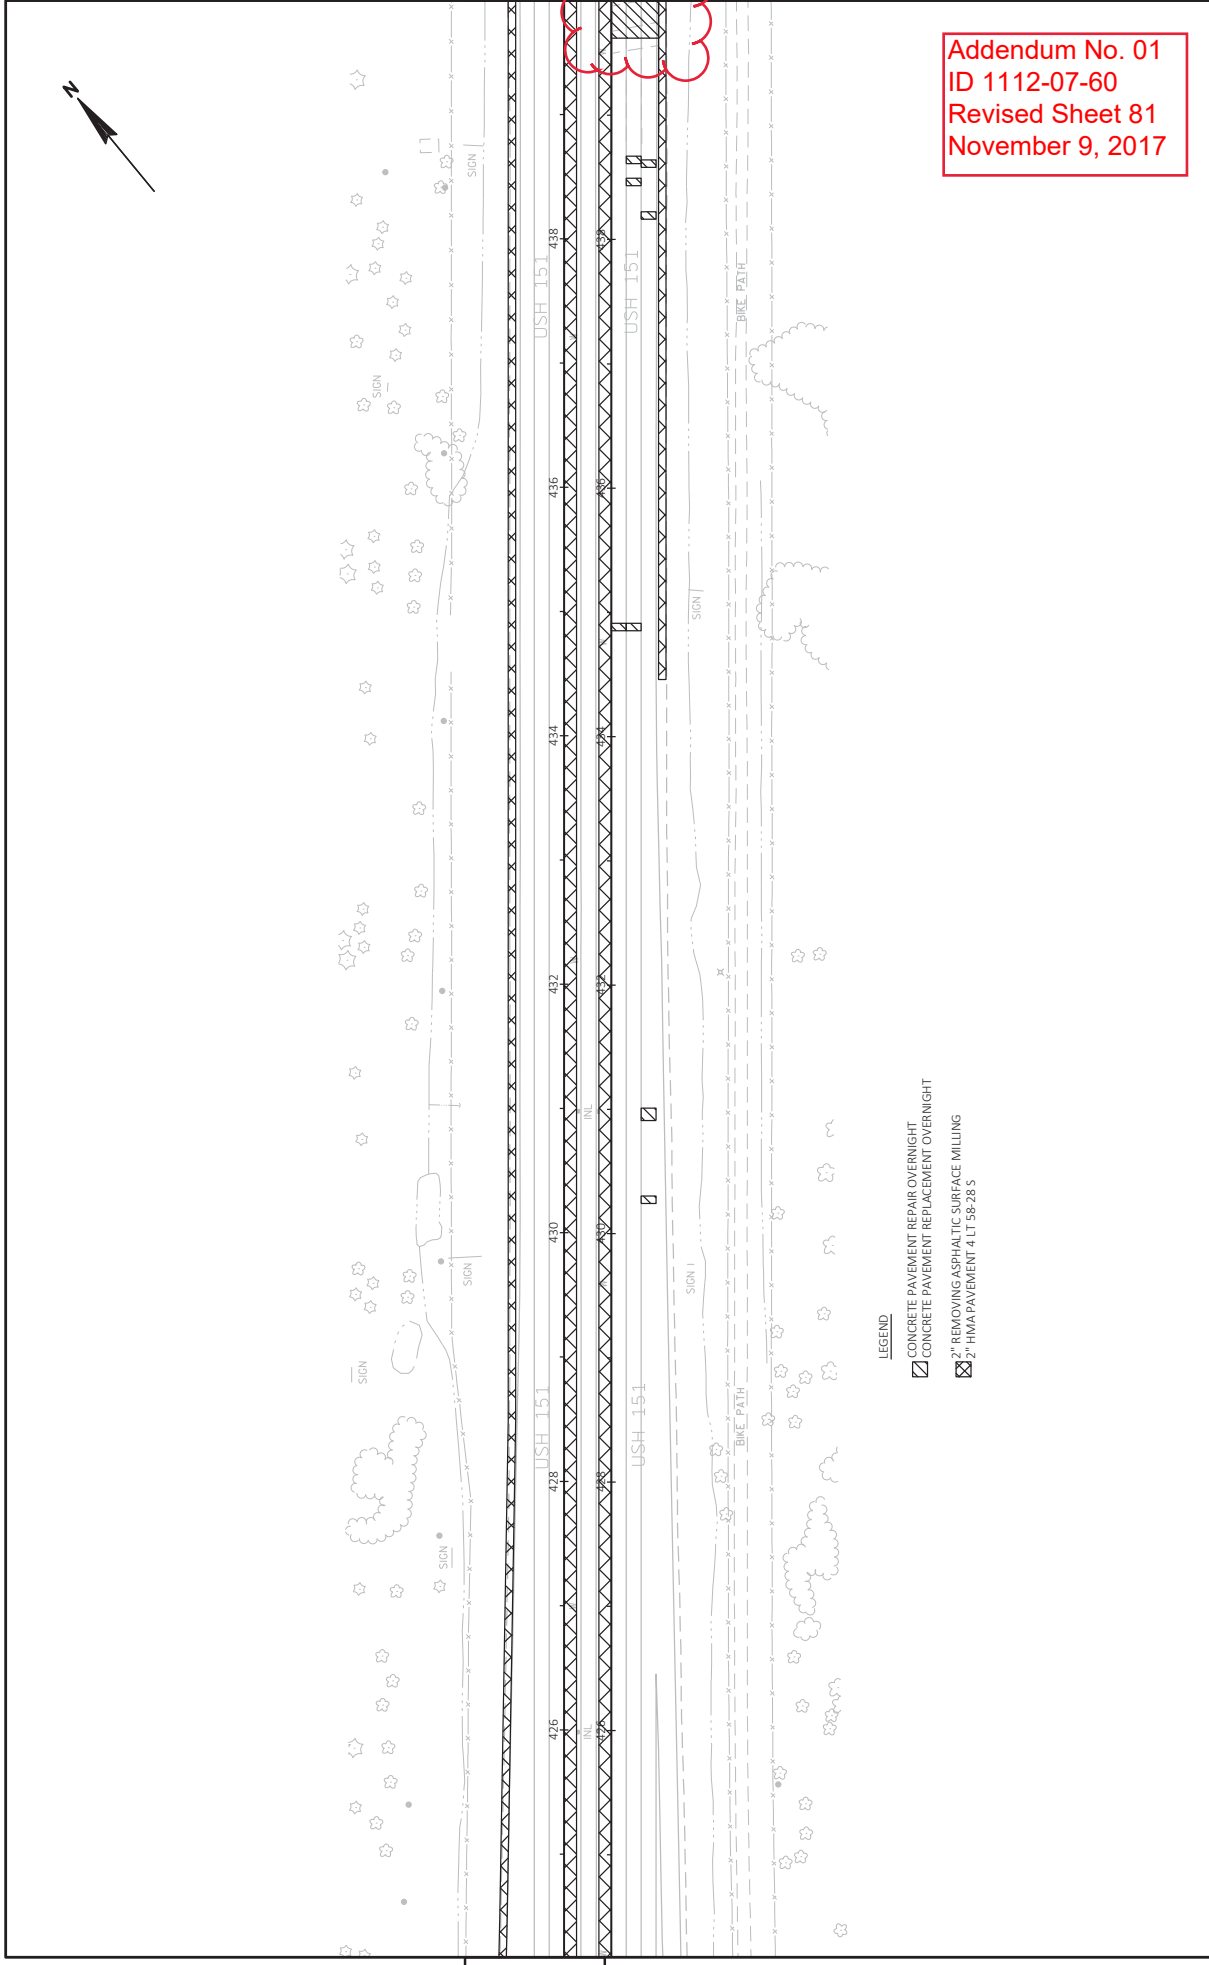 Addendum No. 01
ID 1112-07-60
Revised Sheet 81
November 9, 2017
N
SIGN
438
438
USH 151
USH 151
BIKE PATH
SIGN
436
436
SIGN
434
434
432
432
INL
430
430
SIGN
SIGN
SIGN
USH 151
USH 151
BIKE PATH
428
428
SIGN
426
426
INL
LEGEND
CONCRETE PAVEMENT REPAIR OVERNIGHT
CONCRETE PAVEMENT REPLACEMENT OVERNIGHT
2" REMOVING ASPHALTIC SURFACE MILLING
2" HMA PAVEMENT 4 LT 58-28 S